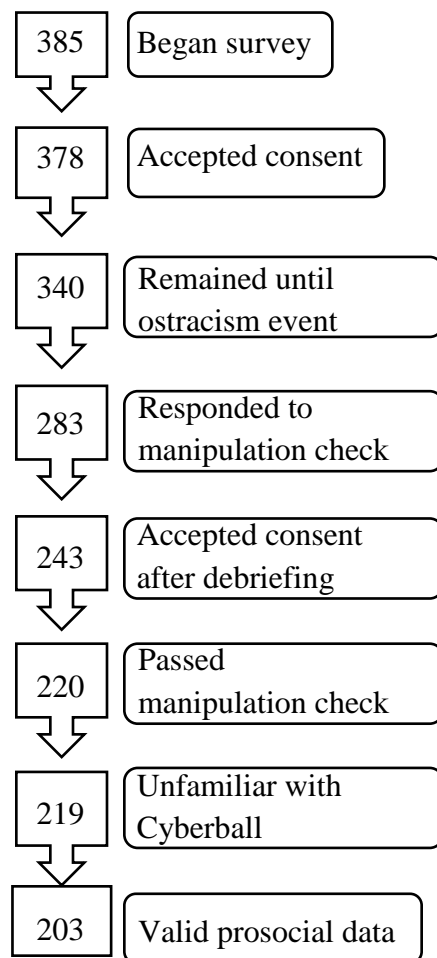 385
Began survey
378
Accepted consent
340
Remained until
ostracism event
283
Responded to
manipulation check
243
Accepted consent
after debriefing
220
Passed
manipulation check
219
Unfamiliar with
Cyberball
203
Valid prosocial data